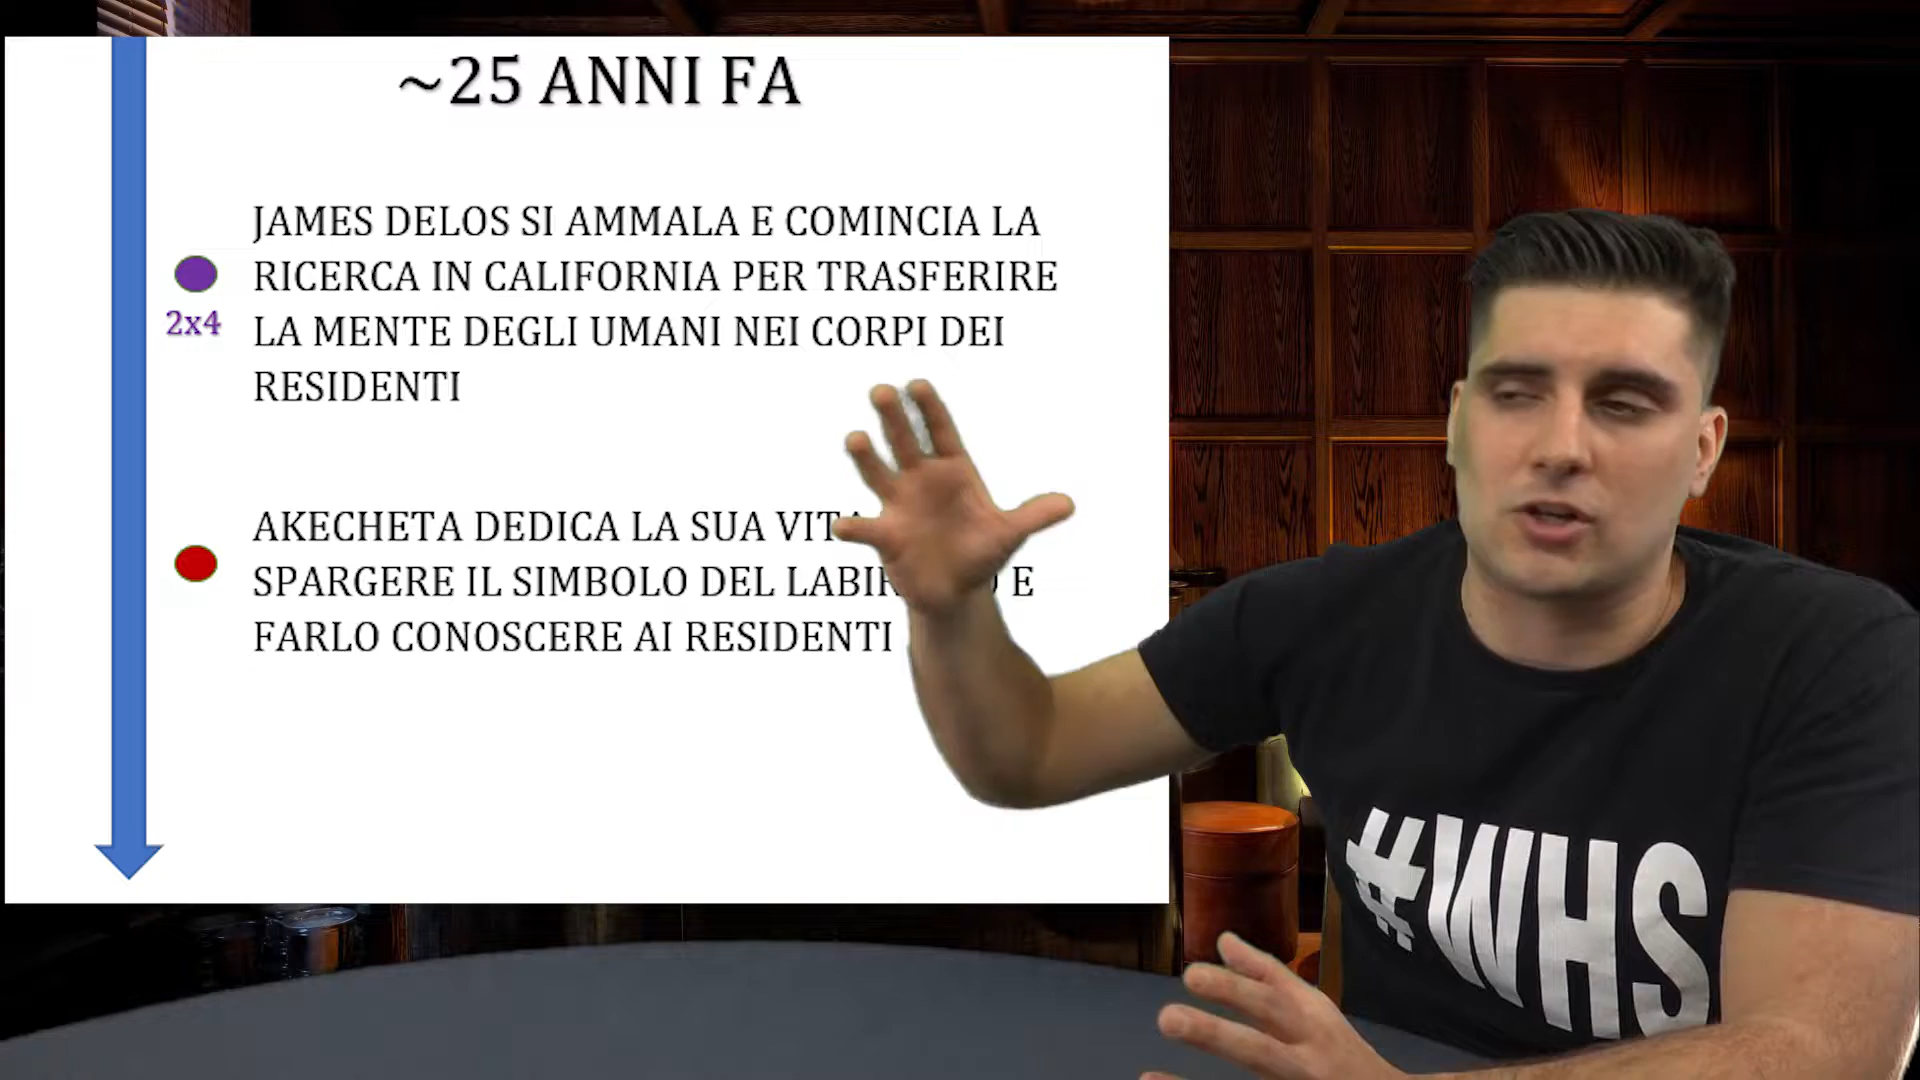 ~25 ANNI FA
JAMES DELOS SI AMMALA E COMINCIA LA
RICERCA IN CALIFORNIA PER TRASFERIRE
2x4
LA MENTE DEGLI UMANI NEI CORPI DEI
RESIDENTI
AKECHETA DEDICA LA SUA VITA
SPARGERE IL SIMBOLO DEL E
FARLO CONOSCERE AI RESIDENTI
#WHS